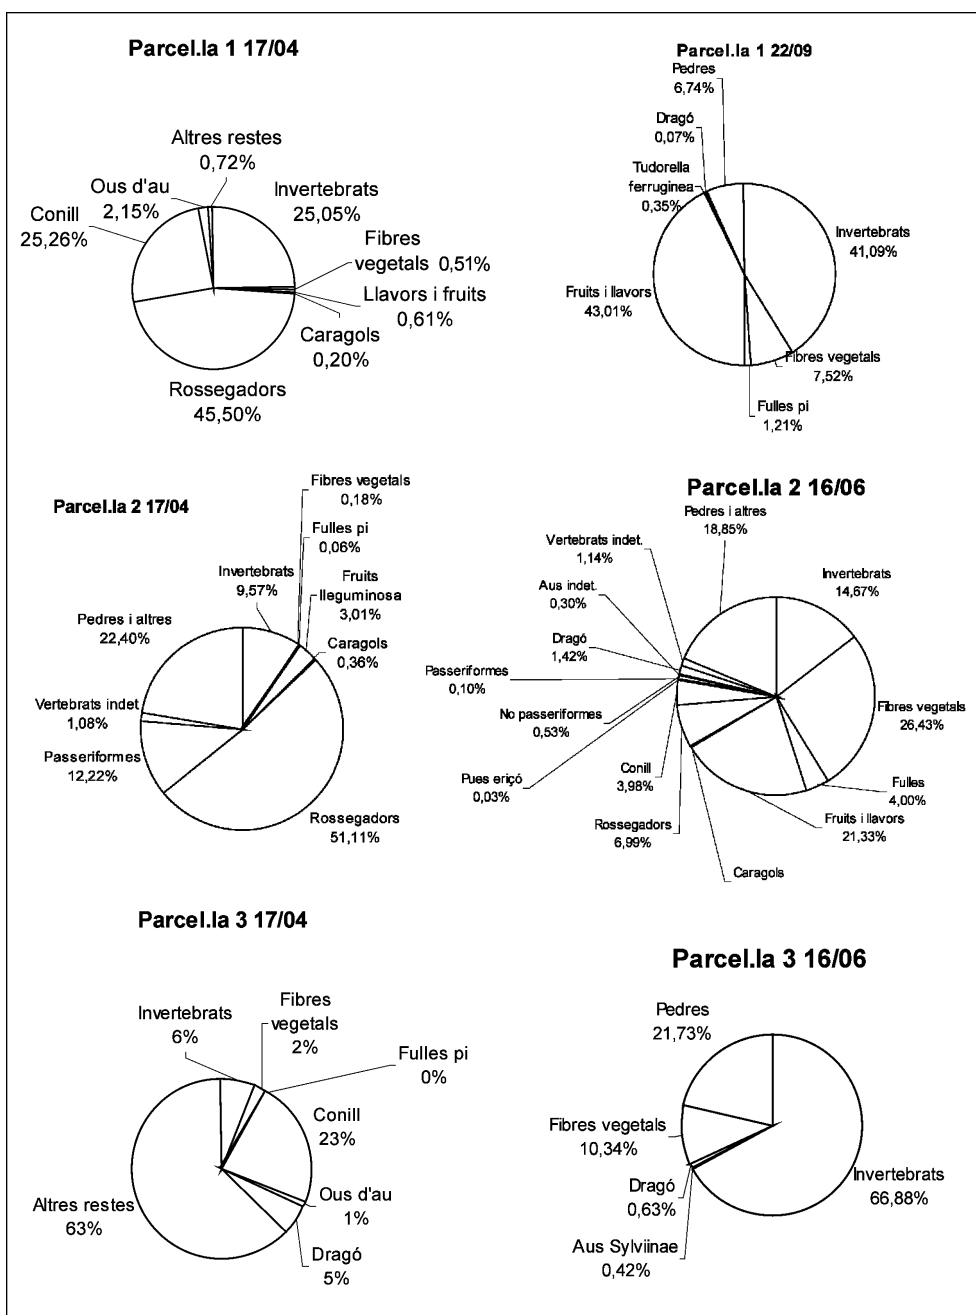 Parcel.la 1 17/04
Altres restes
0,72%
Ous d'au
2,15%
Invertebrats
25,05%
Conill
25,26%
Fibres
vegetals 0,51%
Llavors i fruits
0,61%
Caragols
0,20%
Rossegadors
45,50%
Parcel.la 1 22/09
Pedres
6,74%
Dragó
0,07%
Tudorella
ferruginea
0,35%
Invertebrats
41,09%
Fruits i llavors
43,01%
Fibres vegetals
7,52%
Fulles pi
1,21%
Parcel.la 2 17/04
Fibres vegetals
0,18%
Fulles pi
0,06%
Invertebrats
9,57%
Fruits
lleguminosa
3,01%
Pedres i altres
22,40%
Caragols
0,36%
Vertebrats indet
1,08%
Passeriformes
12,22%
Rossegadors
51,11%
Parcel.la 2 16/06
Pedres i altres
18,85%
Vertebrats indet.
1,14%
Invertebrats
14,67%
Aus indet.
0,30%
Dragó
1,42%
Passeriformes
0,10%
Fibres vegetals
26,43%
No passeriformes
0,53%
Pues eriçó
0,03%
Conill
3,98%
Fulles
4,00%
Rossegadors
6,99%
Fruits i llavors
21,33%
Caragols
Parcel.la 3 17/04
Invertebrats
6%
Fibres
vegetals
2%
Fulles pi
0%
Conill
23%
Altres restes
63%
Ous d'au
1%
Dragó
5%
Parcel.la 3 16/06
Pedres
21,73%
Fibres vegetals
10,34%
Invertebrats
66,88%
Dragó
0,63%
Aus Sylviinae
0,42%